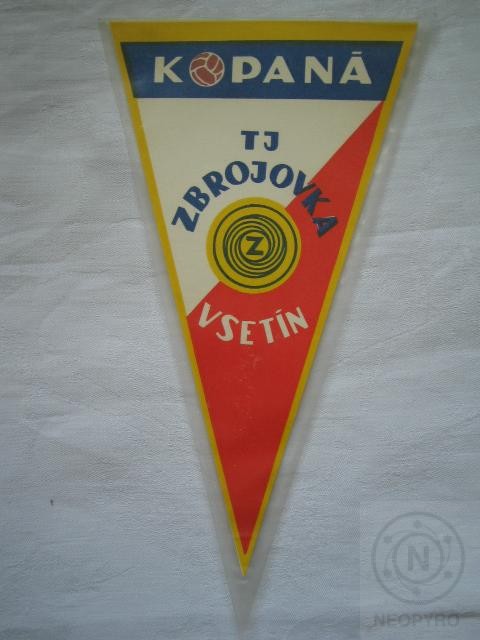 KOPANÁ
TJ
ZBROJOVKA
Z
VSETÍN
N
NEOPYRO